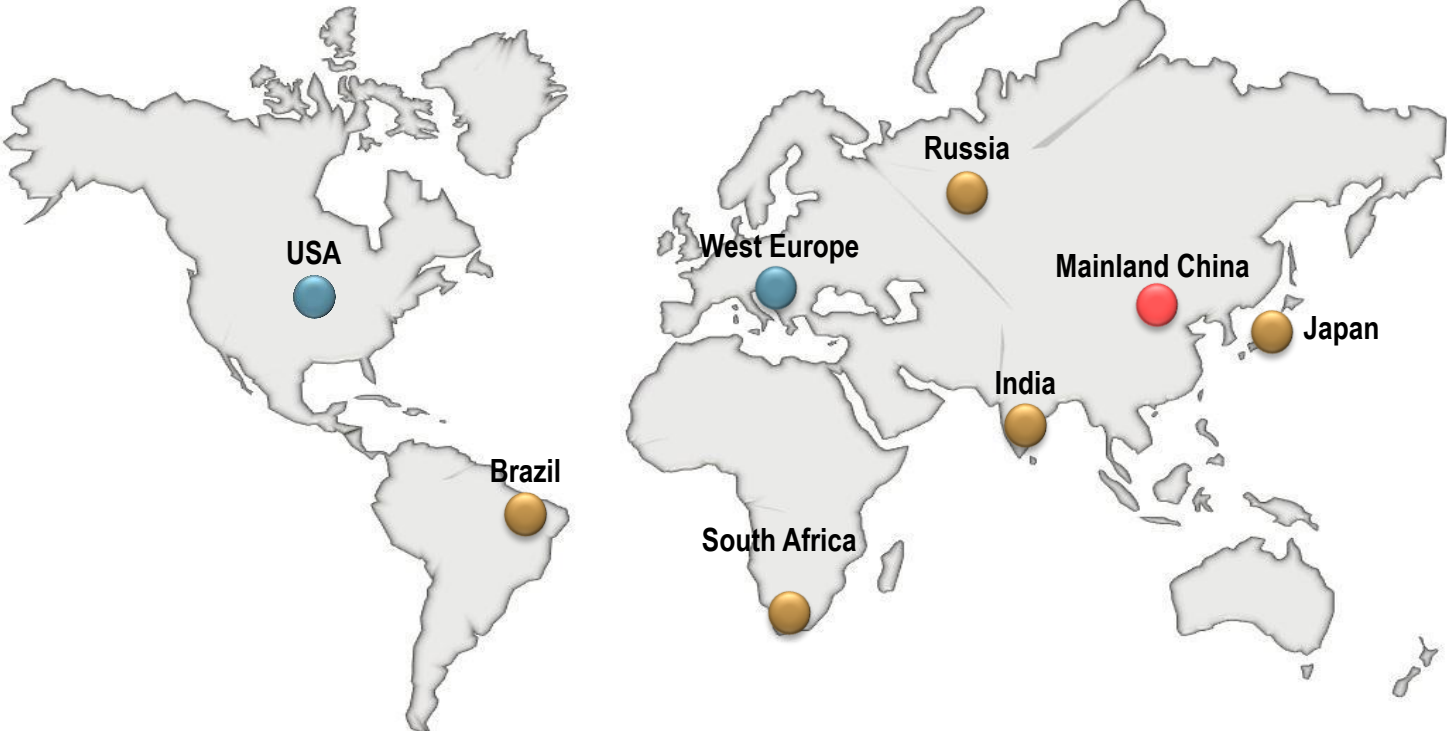 Russia
USA
West Europe
Mainland China
Japan
India
Brazil
South Africa